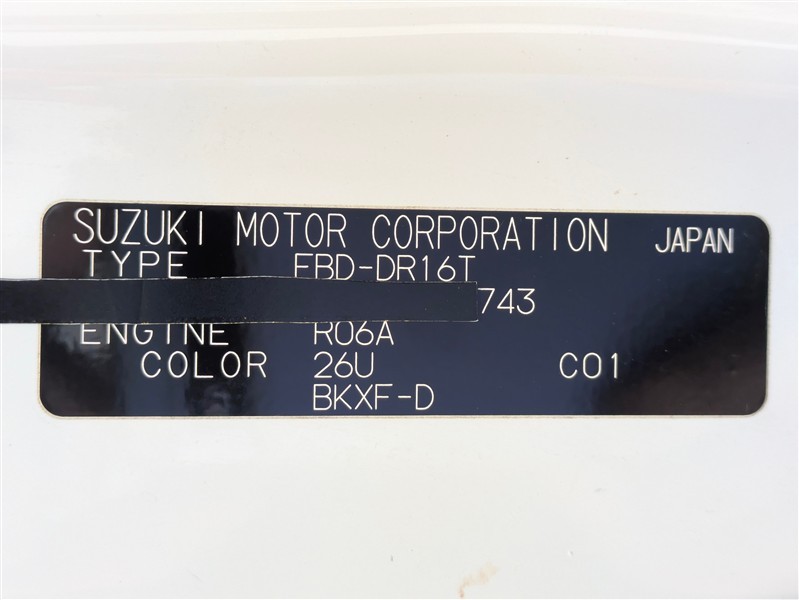 SUZUKI MOTOR CORPORATION JAPAN
TYPE EBD-DR16T
743
ENGINE R06A
COLOR 26U C01
BKXF-D